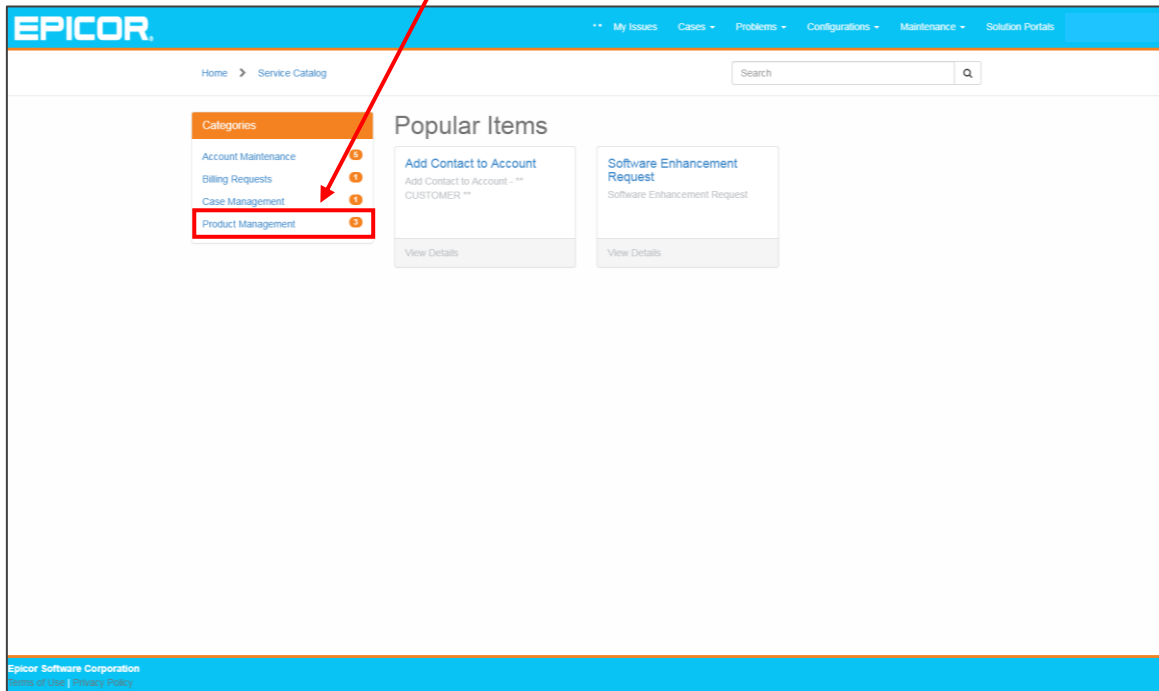 EPICOR.
My Issues Cases Problems Configurations Maintenance Solution Portals
Home > Service Catalog
Search
Categories
Account Maintenance 5
Billing Requests 1
Case Management 1
Product Management 3
Popular Items
Add Contact to Account
Add Contact to Account - **
CUSTOMER **
View Details
Software Enhancement
Request
Software Enhancement Request
View Details
Epicor Software Corporation
Terms of Use | Privacy Policy